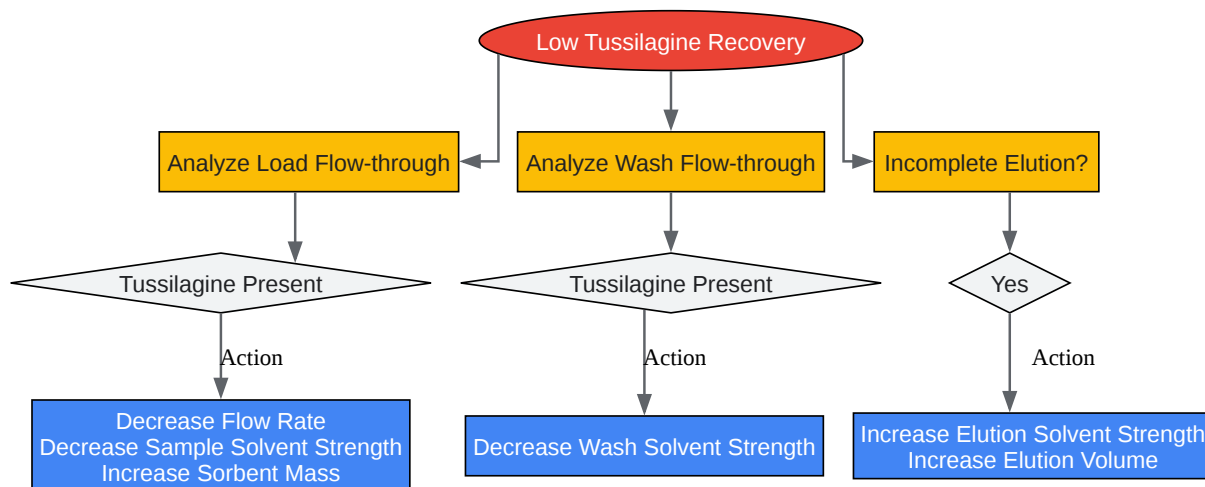 Low Tussilagine Recovery
Analyze Load Flow-through
Analyze Wash Flow-through
Incomplete Elution?
Tussilagine Present
Tussilagine Present
Yes
Action
Action
Action
Decrease Flow Rate
Decrease Sample Solvent Strength
Increase Sorbent Mass
Decrease Wash Solvent Strength
Increase Elution Solvent Strength
Increase Elution Volume